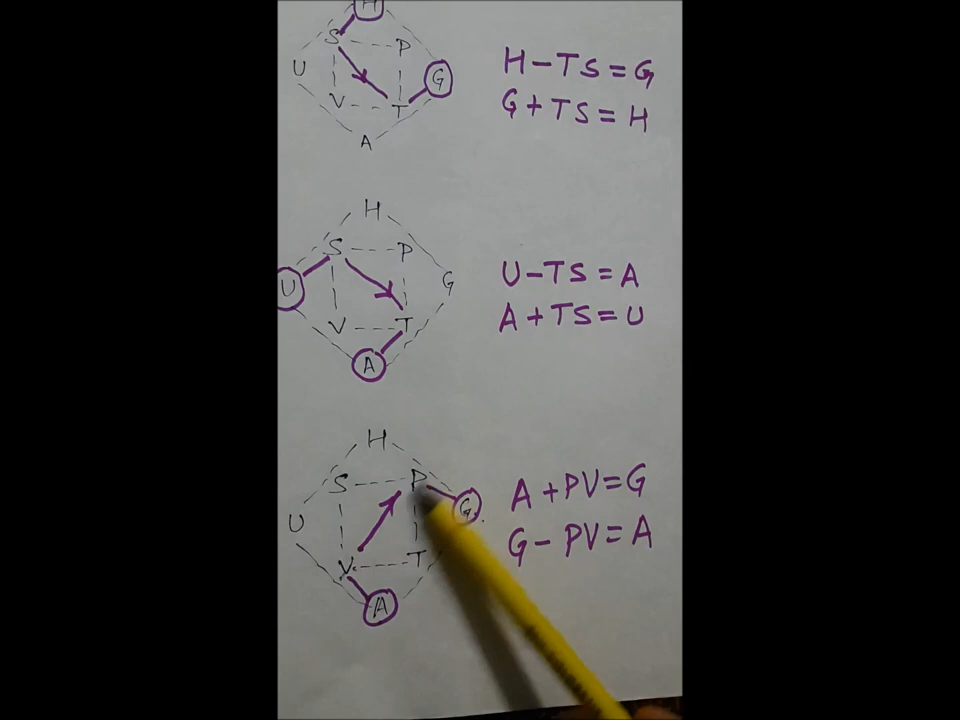 H
S P
U G
V T
A
H-TS=G
G+TS=H
H
S P
U G
V T
A
U-TS=A
A+TS=U
H
S P
U G
V T
A
A+PV=G
G-PV=A